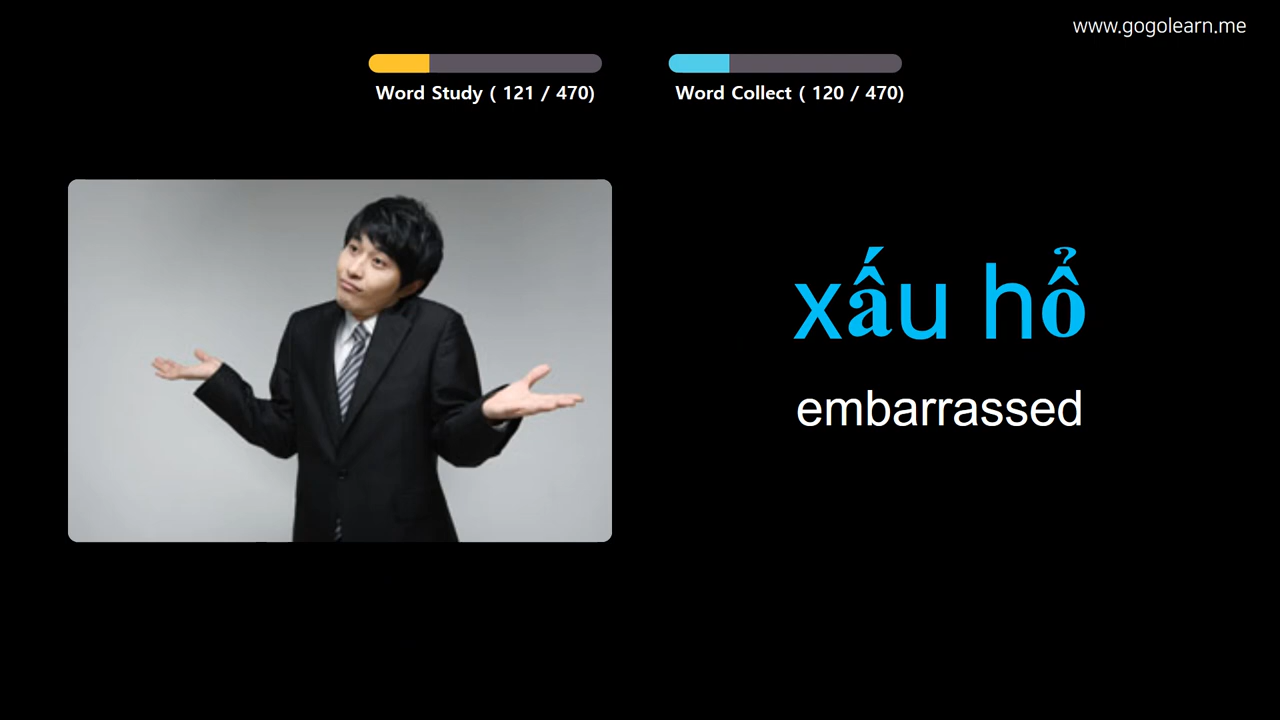 www.gogolearn.me
Word Study ( 121 / 470)
Word Collect ( 120 / 470)
xấu hổ
embarrassed